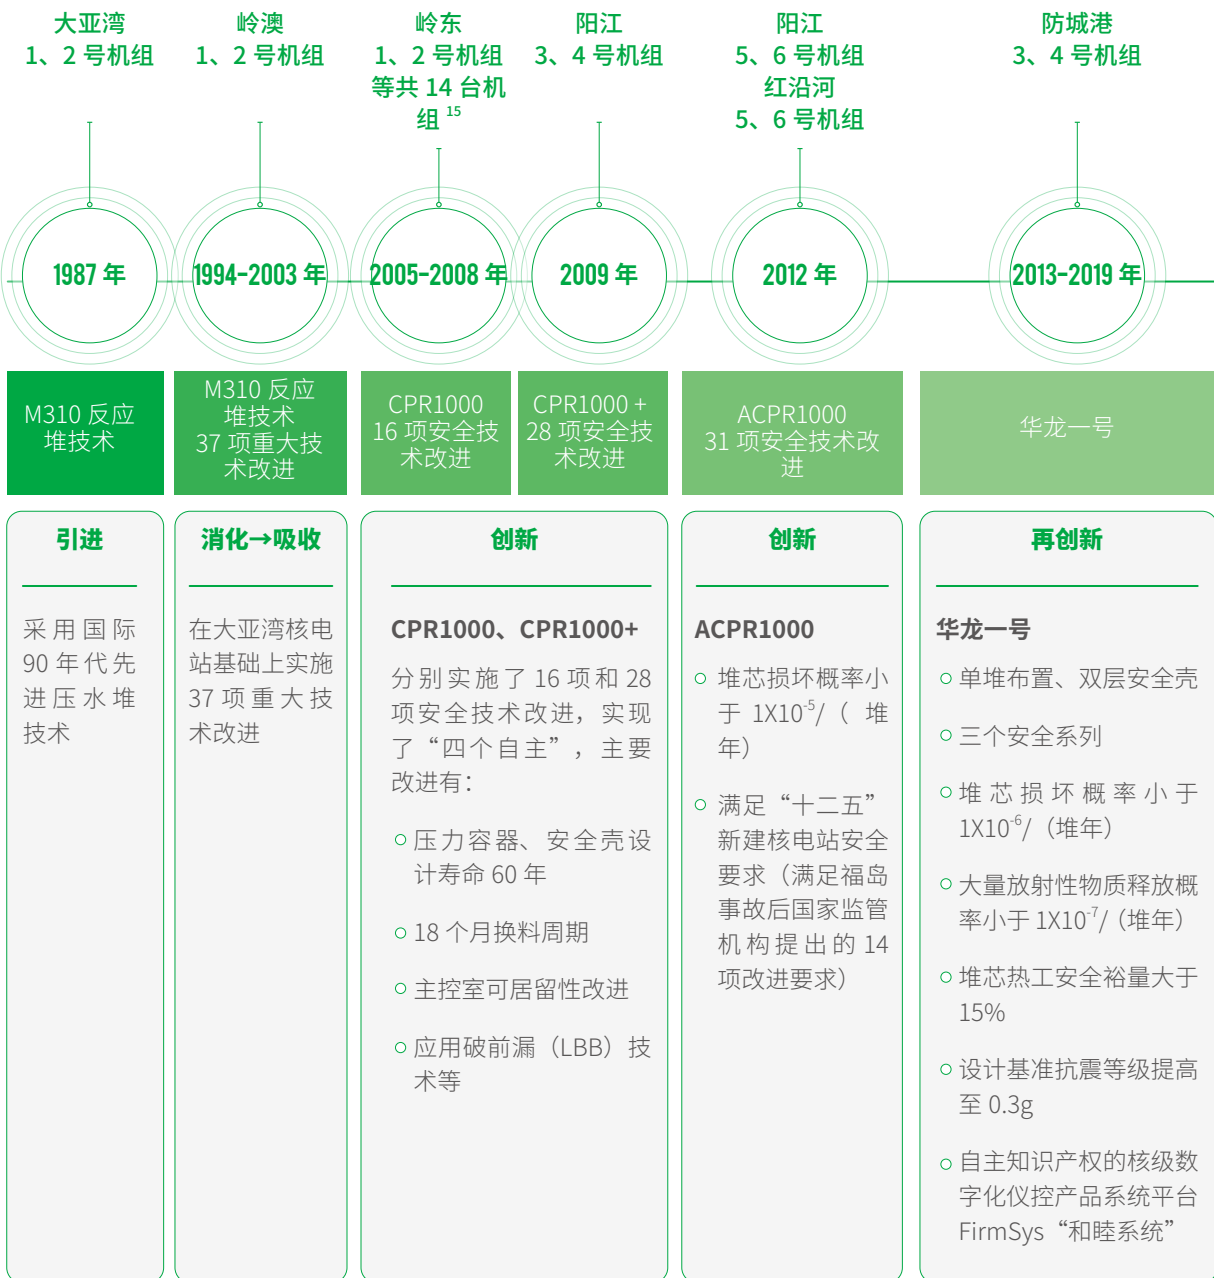 大亚湾
1、2 号机组
岭澳
1、2 号机组
岭东
1、2 号机组
等共 14 台机
组 15
阳江
3、4 号机组
阳江
5、6 号机组
红沿河
5、6 号机组
防城港
3、4 号机组
1987 年
1994-2003 年
2005-2008 年
2009 年
2012 年
2013-2019 年
M310 反应
堆技术
M310 反应
堆技术
37 项重大技
术改进
CPR1000
16 项安全技
术改进
CPR1000 +
28 项安全技
术改进
ACPR1000
31 项安全技术改
进
华龙一号
引进
采用国际
90 年代先
进压水堆
技术
消化→吸收
在大亚湾核电
站基础上实施
37 项重大技
术改进
创新
CPR1000、CPR1000+
分别实施了 16 项和 28
项安全技术改进，实现
了“四个自主”，主要
改进有：
压力容器、安全壳设
计寿命 60 年
18 个月换料周期
主控室可居留性改进
应用破前漏（LBB）技
术等
创新
ACPR1000
堆芯损坏概率小
于 1X10⁻⁵/（堆
年）
满足“十二五”
新建核电站安全
要求（满足福岛
事故后国家监管
机构提出的 14
项改进要求）
再创新
华龙一号
单堆布置、双层安全壳
三个安全系列
堆芯损坏概率小于
1X10⁻⁶/（堆年）
大量放射性物质释放概
率小于 1X10⁻⁷/（堆年）
堆芯热工安全裕量大于
15%
设计基准抗震等级提高
至 0.3g
自主知识产权的核级数
字化仪控产品系统平台
FirmSys“和睦系统”